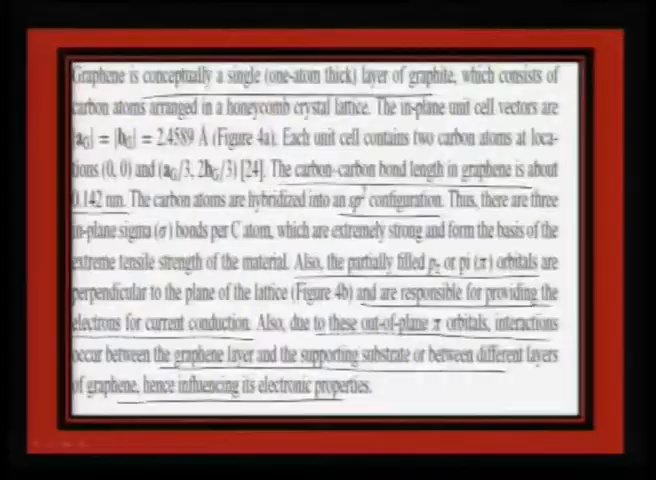 Graphene is conceptually a single (one-atom thick) layer of graphite, which consists of
carbon atoms arranged in a honeycomb crystal lattice. The in-plane unit cell vectors are
|aG| = |bG| = 2.4589 Å (Figure 4a). Each unit cell contains two carbon atoms at loca-
tions (0, 0) and (aG/3, 2bG/3) [24]. The carbon–carbon bond length in graphene is about
0.142 nm. The carbon atoms are hybridized into an sp² configuration. Thus, there are three
in-plane sigma (σ) bonds per C atom, which are extremely strong and form the basis of the
extreme tensile strength of the material. Also, the partially filled pz or pi (π) orbitals are
perpendicular to the plane of the lattice (Figure 4b) and are responsible for providing the
electrons for current conduction. Also, due to these out-of-plane π orbitals, interactions
occur between the graphene layer and the supporting substrate or between different layers
of graphene, hence influencing its electronic properties.